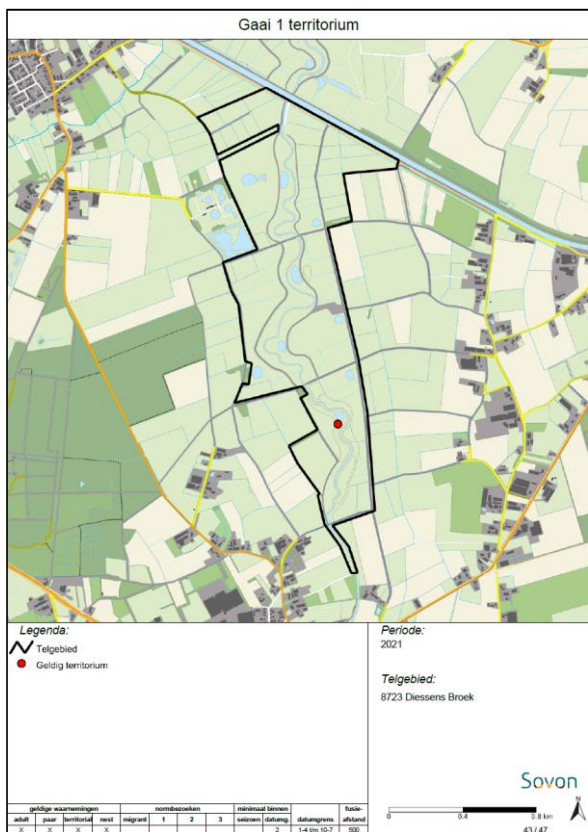 Gaai 1 territorium
Legenda:
Telgebied
Geldig territorium
Periode:
2021
Telgebied:
8723 Diessens Broek
Sovon
N
0 0.4 0.8 km
43 / 47
geldige waarnemingen normbezoeken minimaal binnen fusie-
adult paar territorial nest migrant 1 2 3 seizoen datumg. datumgrens afstand
X X X X 2 1-4 t/m 10-7 500